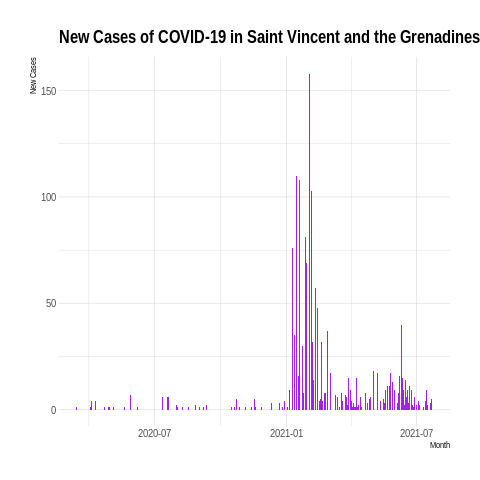 New Cases of COVID-19 in Saint Vincent and the Grenadines
New Cases
150
100
50
0
2020-07
2021-01
2021-07
Month